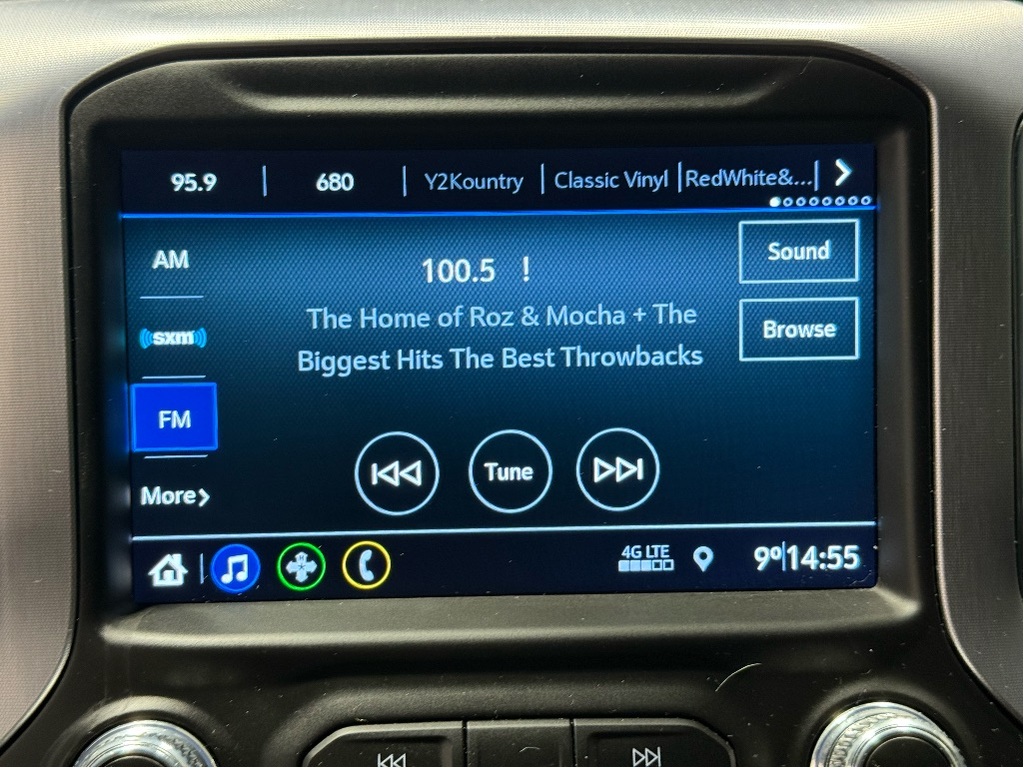 95.9 | 680 | Y2Kountry | Classic Vinyl | RedWhite&... |
AM
sxm
FM
More
100.5 !
The Home of Roz & Mocha + The
Biggest Hits The Best Throwbacks
Sound
Browse
Tune
4G LTE
9°|14:55